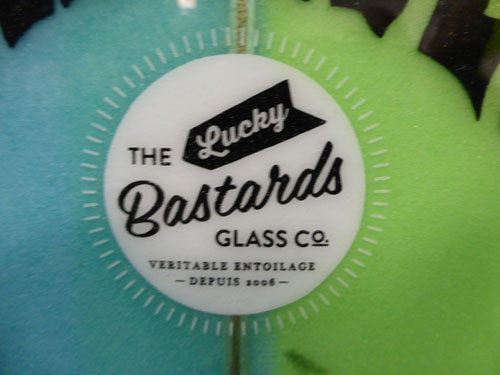 Lucky
THE
Bastards
GLASS Co.
VERITABLE ENTOILAGE
— DEPUIS 2006 —